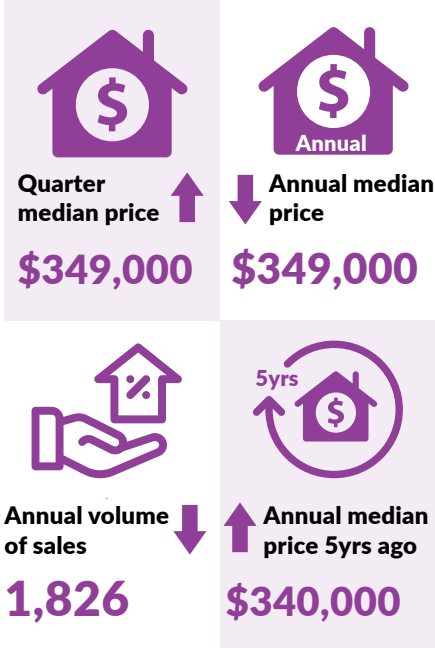 $
Quarter
median price
$349,000
$
Annual
Annual median
price
$349,000
%
Annual volume
of sales
1,826
5yrs
$
Annual median
price 5yrs ago
$340,000